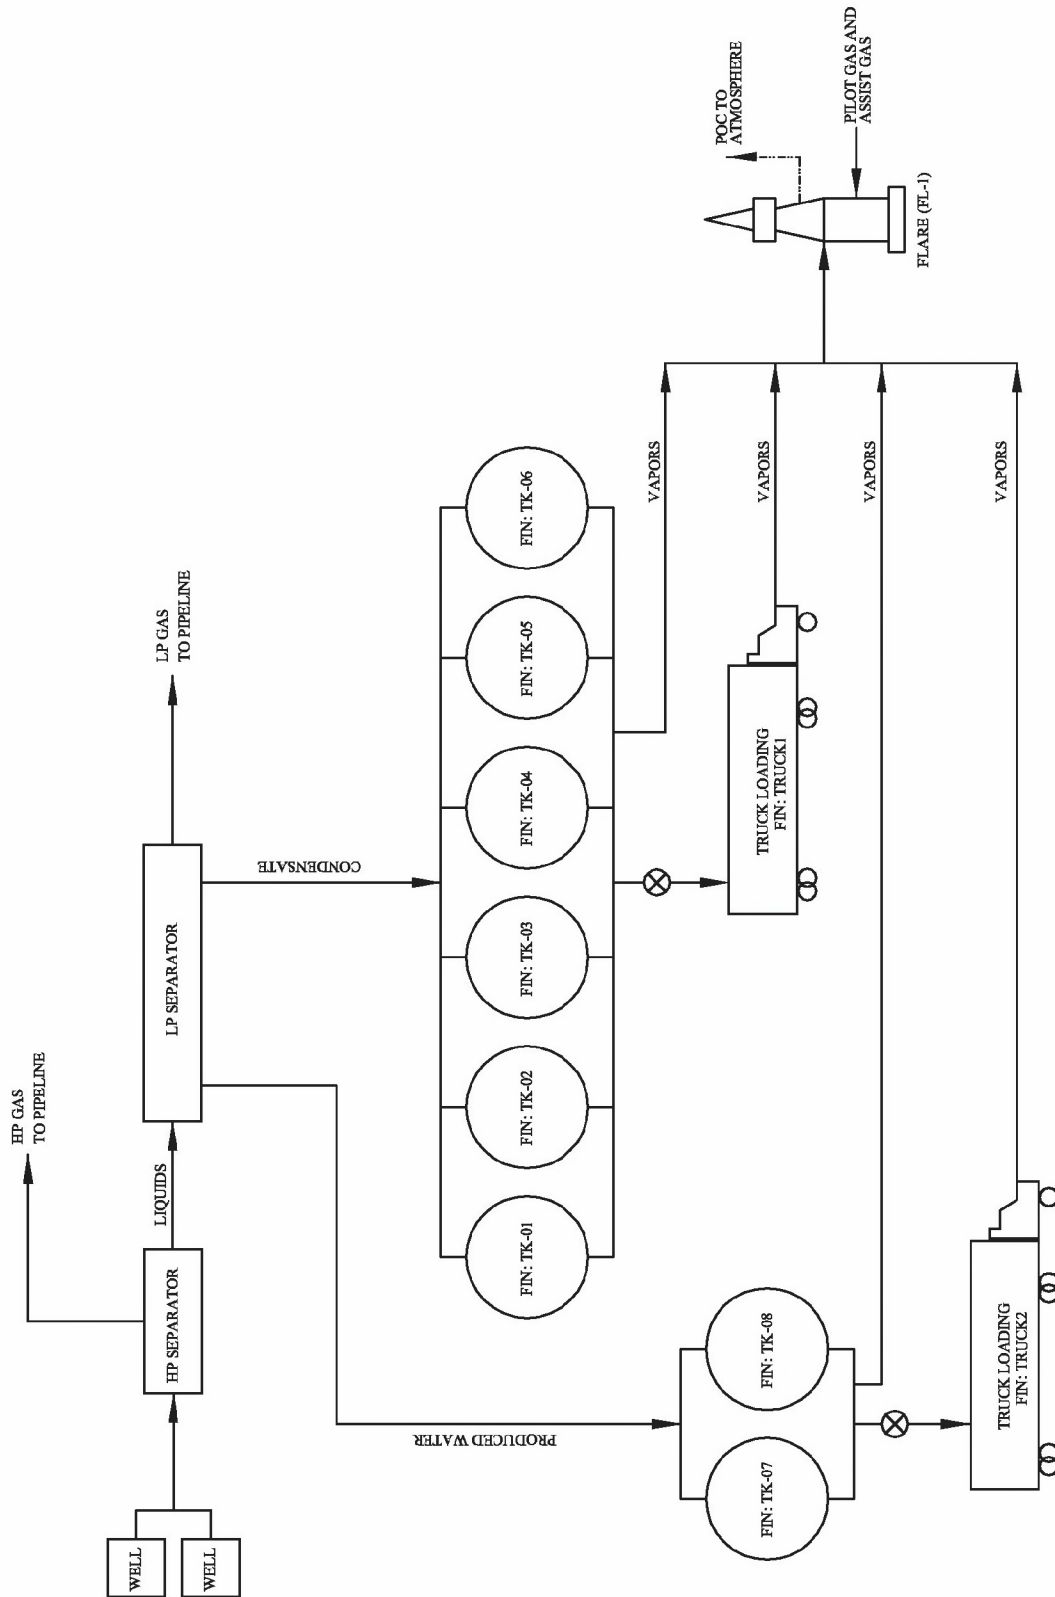 WELL
WELL
HP SEPARATOR
HP GAS
TO PIPELINE
LIQUIDS
LP SEPARATOR
LP GAS
TO PIPELINE
CONDENSATE
PRODUCED WATER
FIN: TK-01
FIN: TK-02
FIN: TK-03
FIN: TK-04
FIN: TK-05
FIN: TK-06
FIN: TK-07
FIN: TK-08
TRUCK LOADING
FIN: TRUCK1
TRUCK LOADING
FIN: TRUCK2
VAPORS
VAPORS
VAPORS
VAPORS
POC TO
ATMOSPHERE
PILOT GAS AND
ASSIST GAS
FLARE (FL-1)